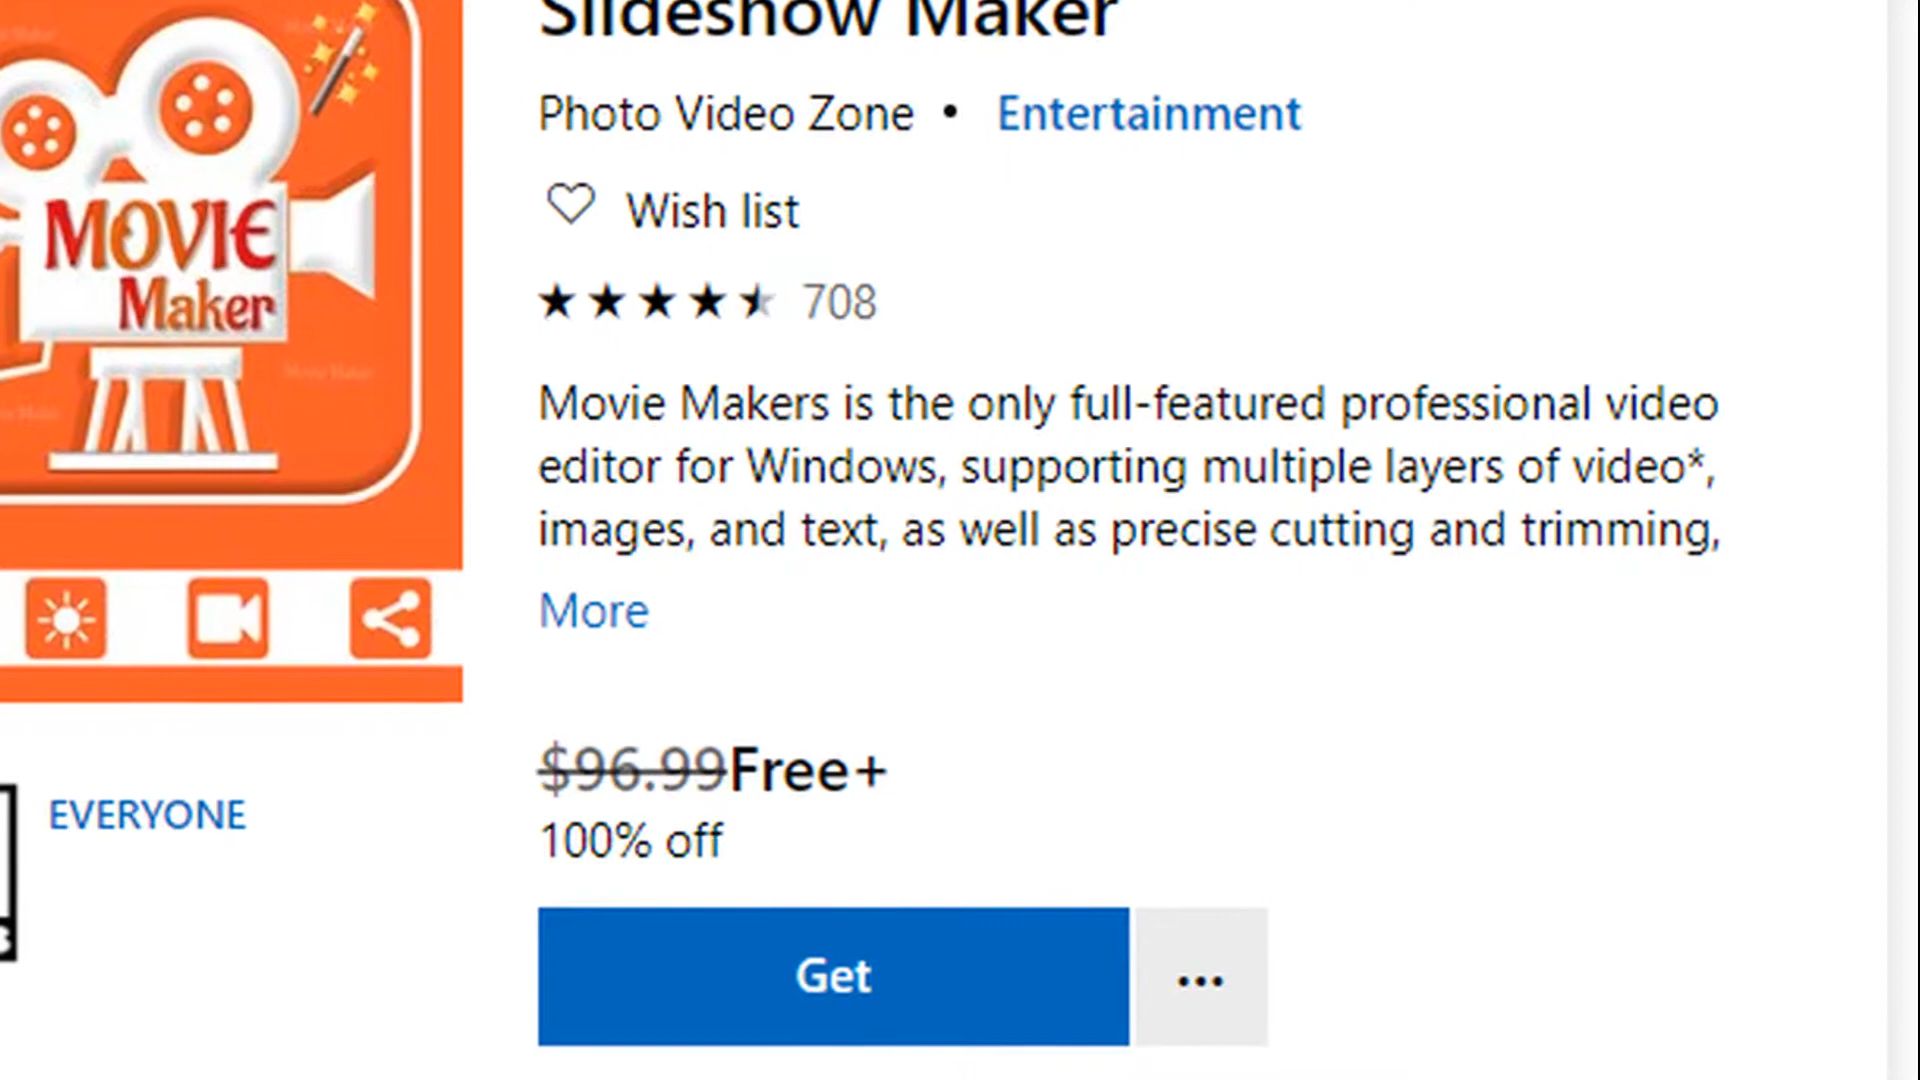 Slideshow Maker
Photo Video Zone • Entertainment
Wish list
708
Movie Makers is the only full-featured professional video
editor for Windows, supporting multiple layers of video*,
images, and text, as well as precise cutting and trimming,
More
$96.99Free+
100% off
Get
...
MOVIE
Maker
EVERYONE